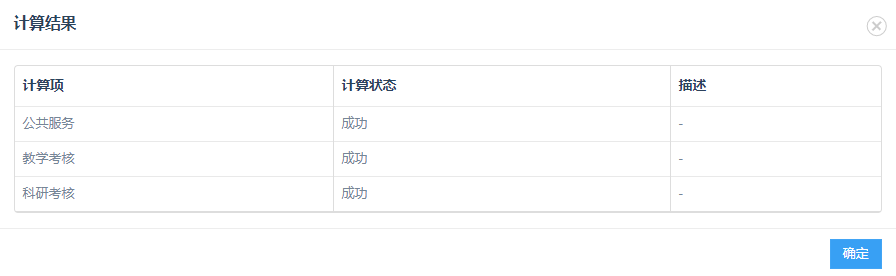 计算结果
计算项 计算状态 描述
公共服务 成功 -
教学考核 成功 -
科研考核 成功 -
确定